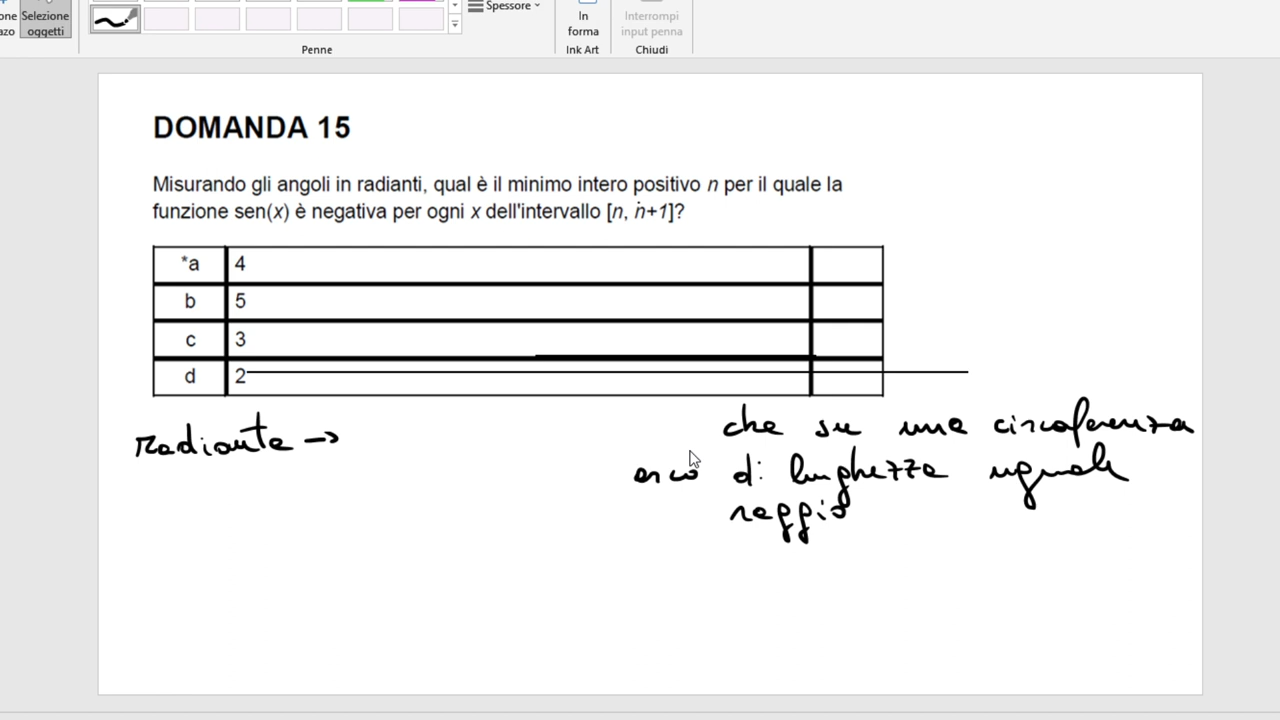 one
Selezione
In
Interrompi
Spessore
azo
oggetti
forma
input penna
Penne
Ink Art
Chiudi
DOMANDA 15
Misurando gli angoli in radianti, qual è il minimo intero positivo n per il quale la
funzione sen(x) è negativa per ogni x dell'intervallo [n, n+1]?
*a 4
b 5
c 3
d 2
radiante → che su una circonferenza
arco di lunghezza uguale
raggio